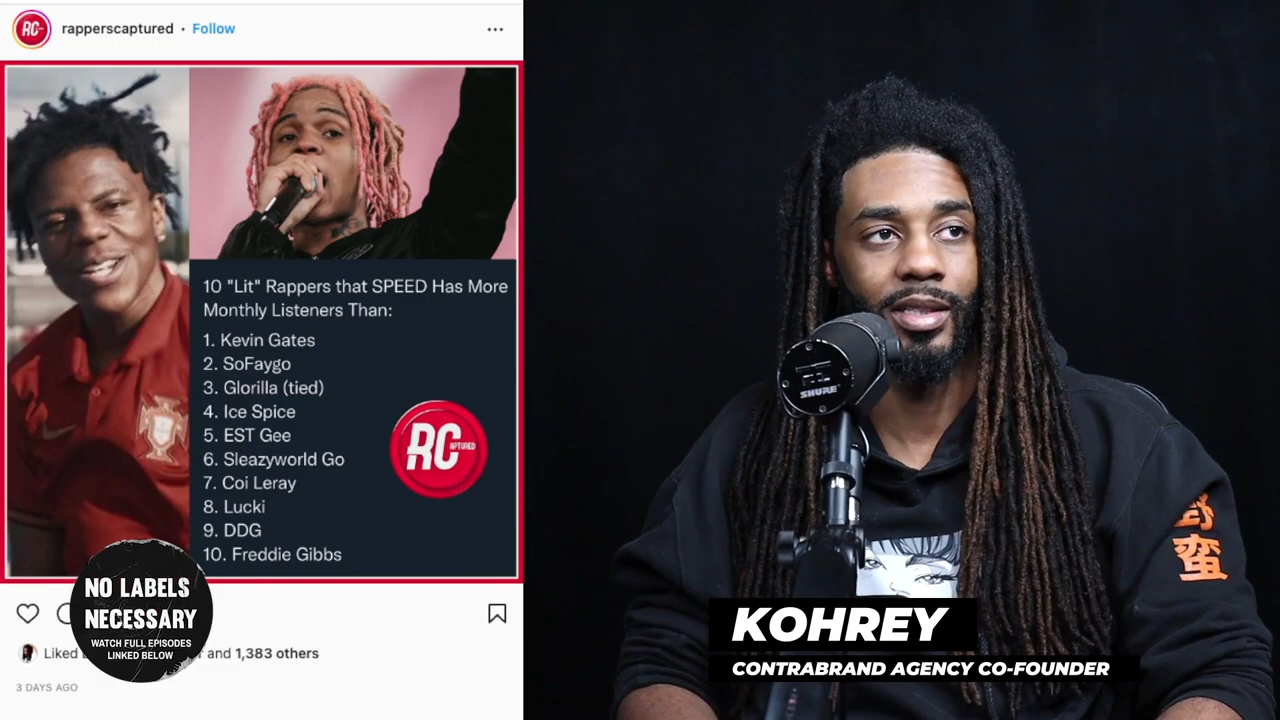 RC
rapperscaptured • Follow
10 "Lit" Rappers that SPEED Has More
Monthly Listeners Than:
1. Kevin Gates
2. SoFaygo
3. Glorilla (tied)
4. Ice Spice
5. EST Gee
6. Sleazyworld Go
7. Coi Leray
8. Lucki
9. DDG
10. Freddie Gibbs
RC
APTURED
NO LABELS
NECESSARY
WATCH FULL EPISODES
LINKED BELOW
Liked
and 1,383 others
3 DAYS AGO
SHURE
蛮
KOHREY
CONTRABRAND AGENCY CO-FOUNDER